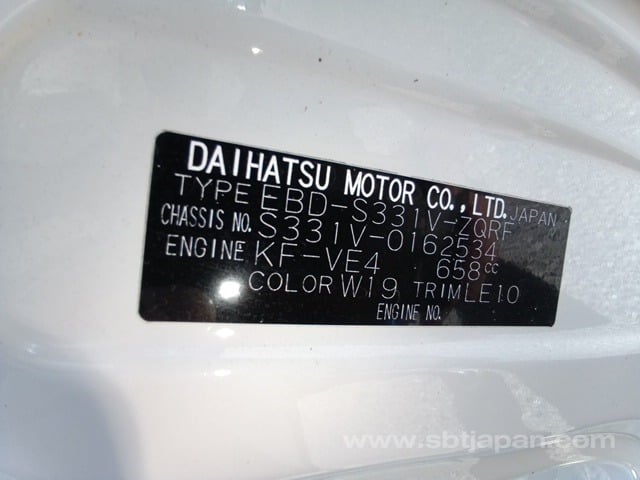 DAIHATSU MOTOR CO., LTD. JAPAN
TYPE EBD-S331V-ZQRF
CHASSIS NO. S331V-0162534
ENGINE KF-VE4 658cc
COLOR W19 TRIM LE10
ENGINE NO.
www.sbtjapan.com